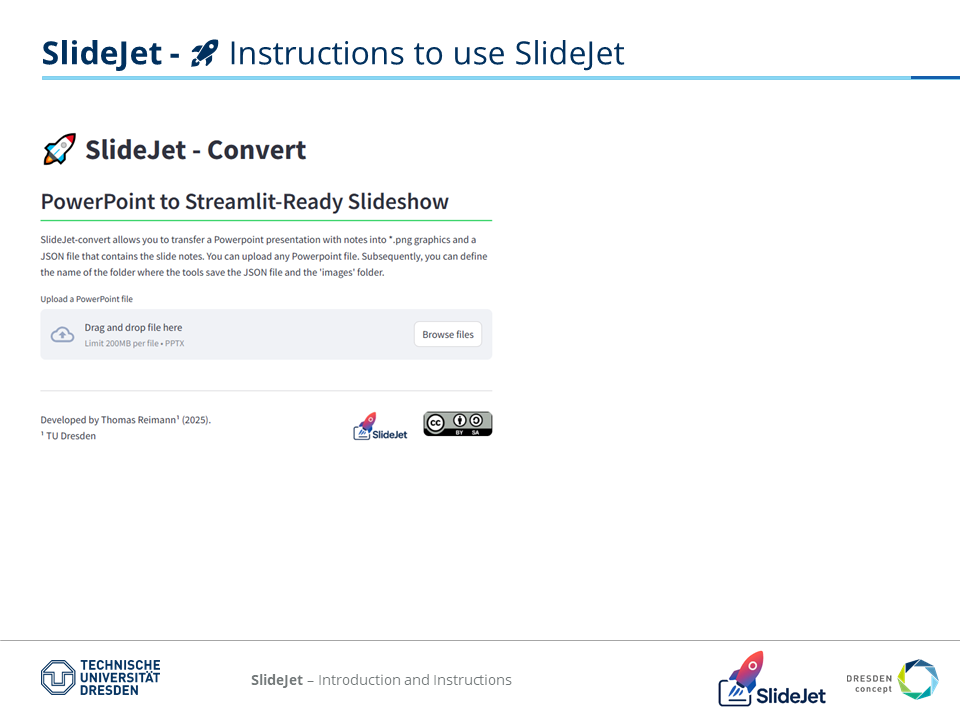 SlideJet - 🚀 Instructions to use SlideJet
🚀 SlideJet - Convert
PowerPoint to Streamlit-Ready Slideshow
SlideJet-convert allows you to transfer a Powerpoint presentation with notes into *.png graphics and a
JSON file that contains the slide notes. You can upload any Powerpoint file. Subsequently, you can define
the name of the folder where the tools save the JSON file and the 'images' folder.
Upload a PowerPoint file
Drag and drop file here
Limit 200MB per file • PPTX
Browse files
Developed by Thomas Reimann¹ (2025).
¹ TU Dresden
SlideJet
cc BY SA
TECHNISCHE
UNIVERSITÄT
DRESDEN
SlideJet – Introduction and Instructions
SlideJet
DRESDEN
concept